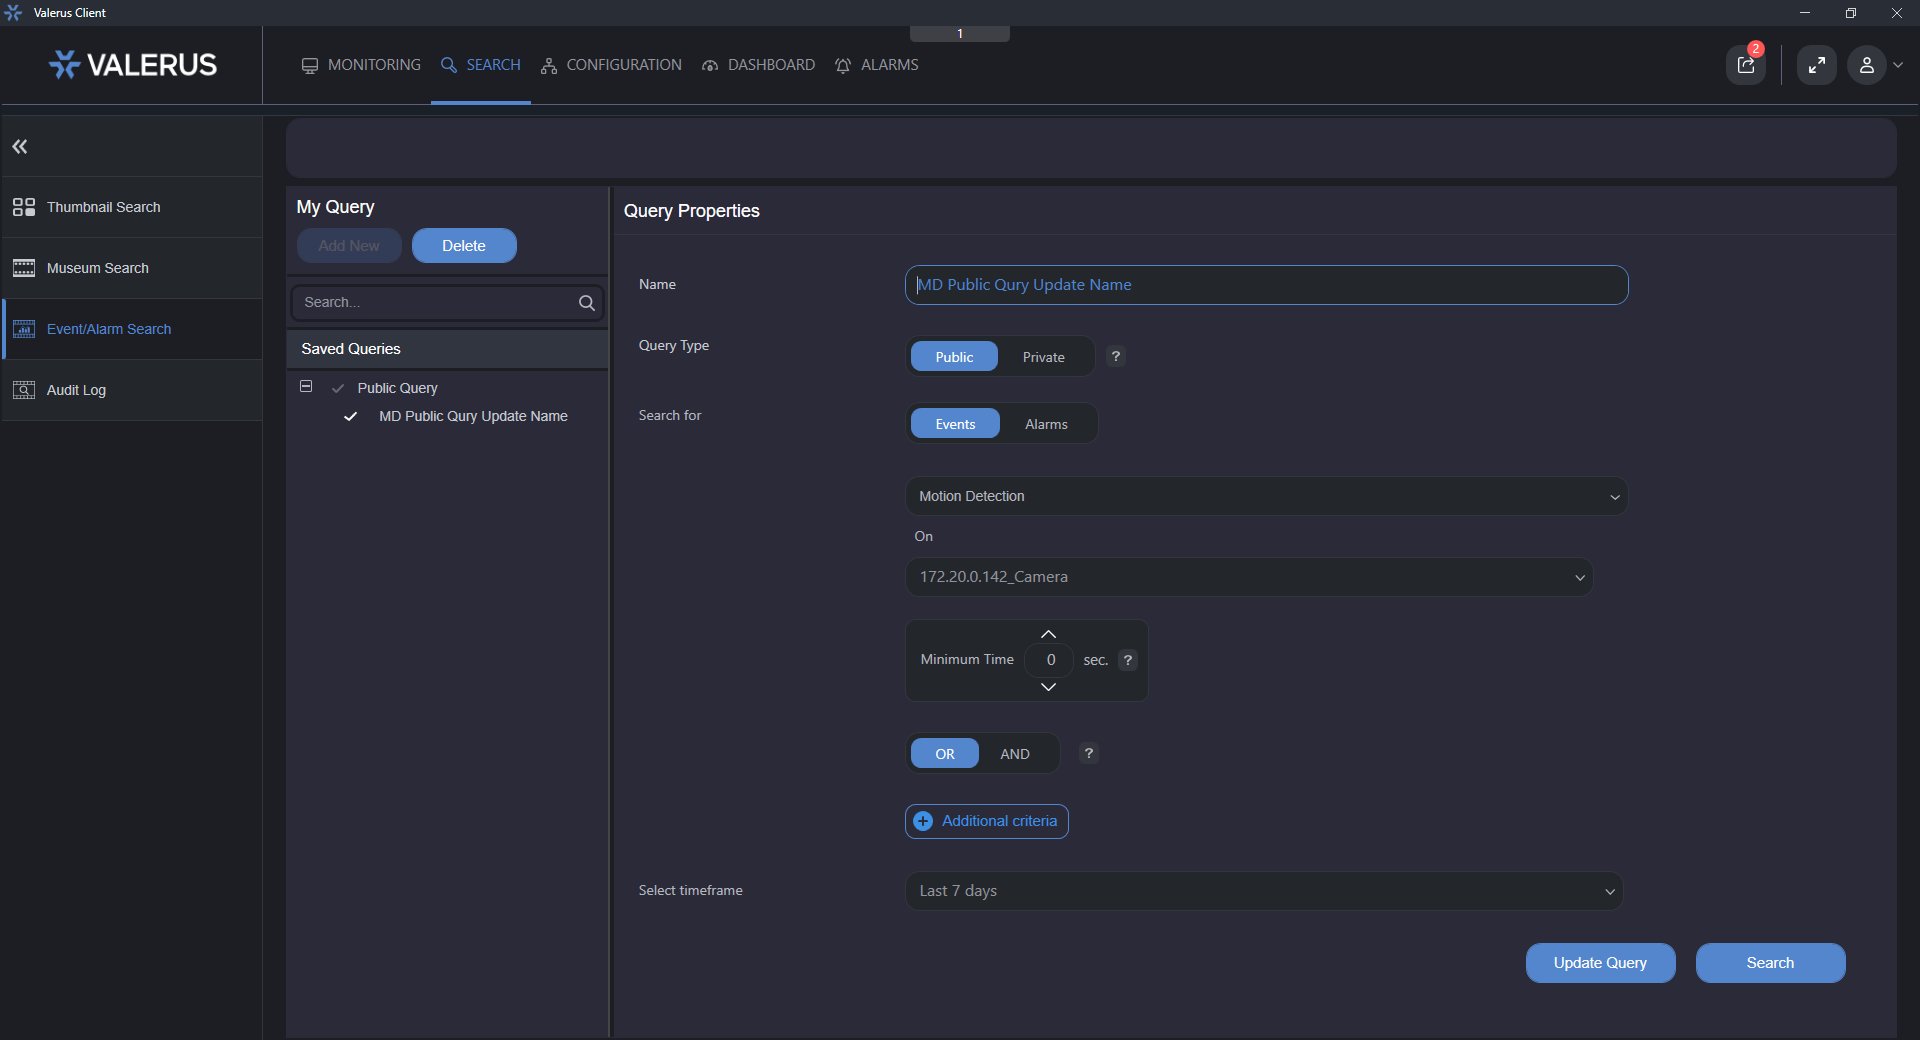 Valerus Client
1
VALERUS
MONITORING
SEARCH
CONFIGURATION
DASHBOARD
ALARMS
2
Thumbnail Search
Museum Search
Event/Alarm Search
Audit Log
My Query
Add New
Delete
Search...
Saved Queries
Public Query
MD Public Qury Update Name
Query Properties
Name
MD Public Qury Update Name
Query Type
Public
Private
?
Search for
Events
Alarms
Motion Detection
On
172.20.0.142_Camera
Minimum Time
0
sec.
?
OR
AND
?
Additional criteria
Select timeframe
Last 7 days
Update Query
Search